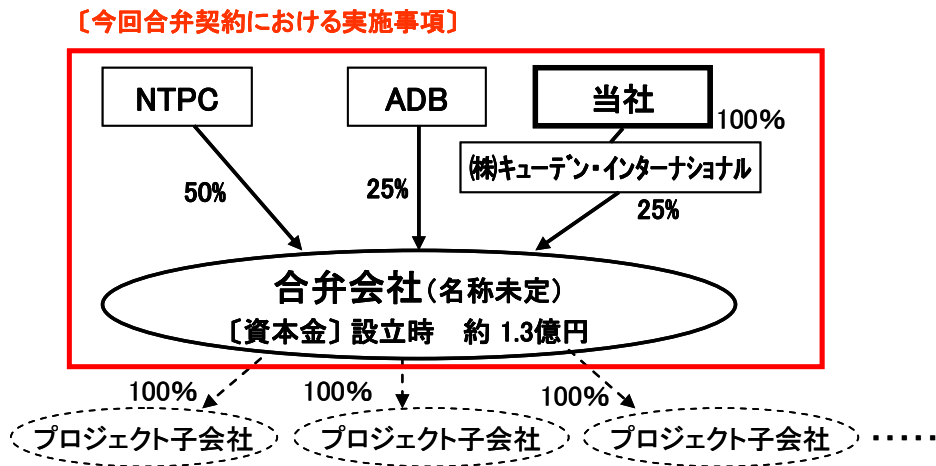 〔今回合弁契約における実施事項〕
NTPC
ADB
当社
100%
㈱キューデン・インターナショナル
50%
25%
25%
合弁会社(名称未定)
〔資本金〕設立時　約 1.3億円
100%
100%
100%
プロジェクト子会社
プロジェクト子会社
プロジェクト子会社
・・・・・